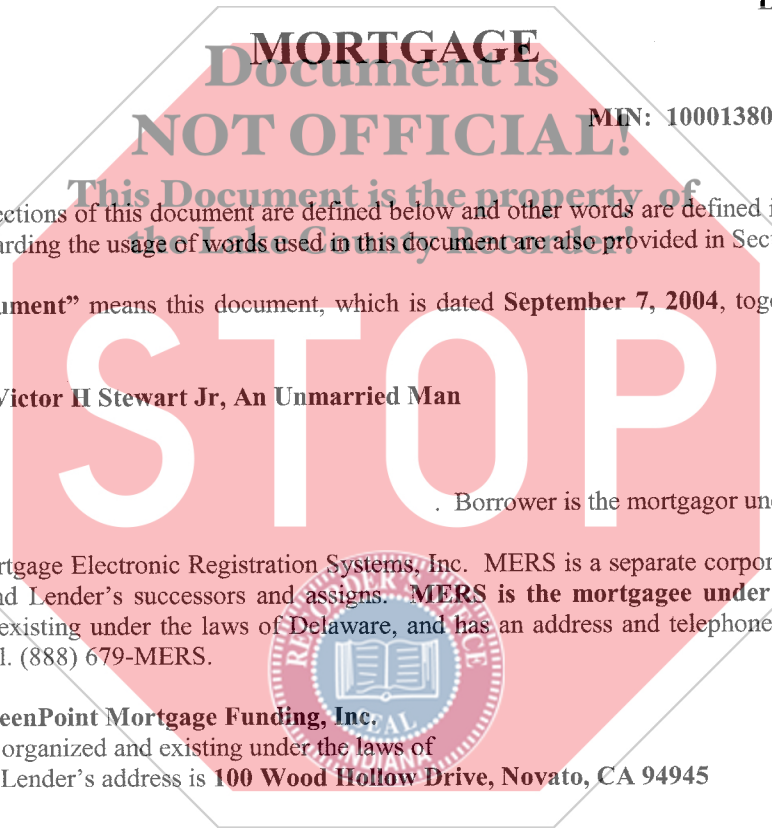 MORTGAGE
Document is
NOT OFFICIAL!
MIN: 10001380
This Document is the property of
the Lake County Recorder!
ections of this document are defined below and other words are defined i
arding the usage of words used in this document are also provided in Sec
ument” means this document, which is dated September 7, 2004, tog
STOP
Victor H Stewart Jr, An Unmarried Man
. Borrower is the mortgagor un
rtgage Electronic Registration Systems, Inc. MERS is a separate corpor
nd Lender’s successors and assigns. MERS is the mortgagee under
existing under the laws of Delaware, and has an address and telephone
l. (888) 679-MERS.
RECORDER'S OFFICE
SEAL
INDIANA
eenPoint Mortgage Funding, Inc.
organized and existing under the laws of
Lender’s address is 100 Wood Hollow Drive, Novato, CA 94945